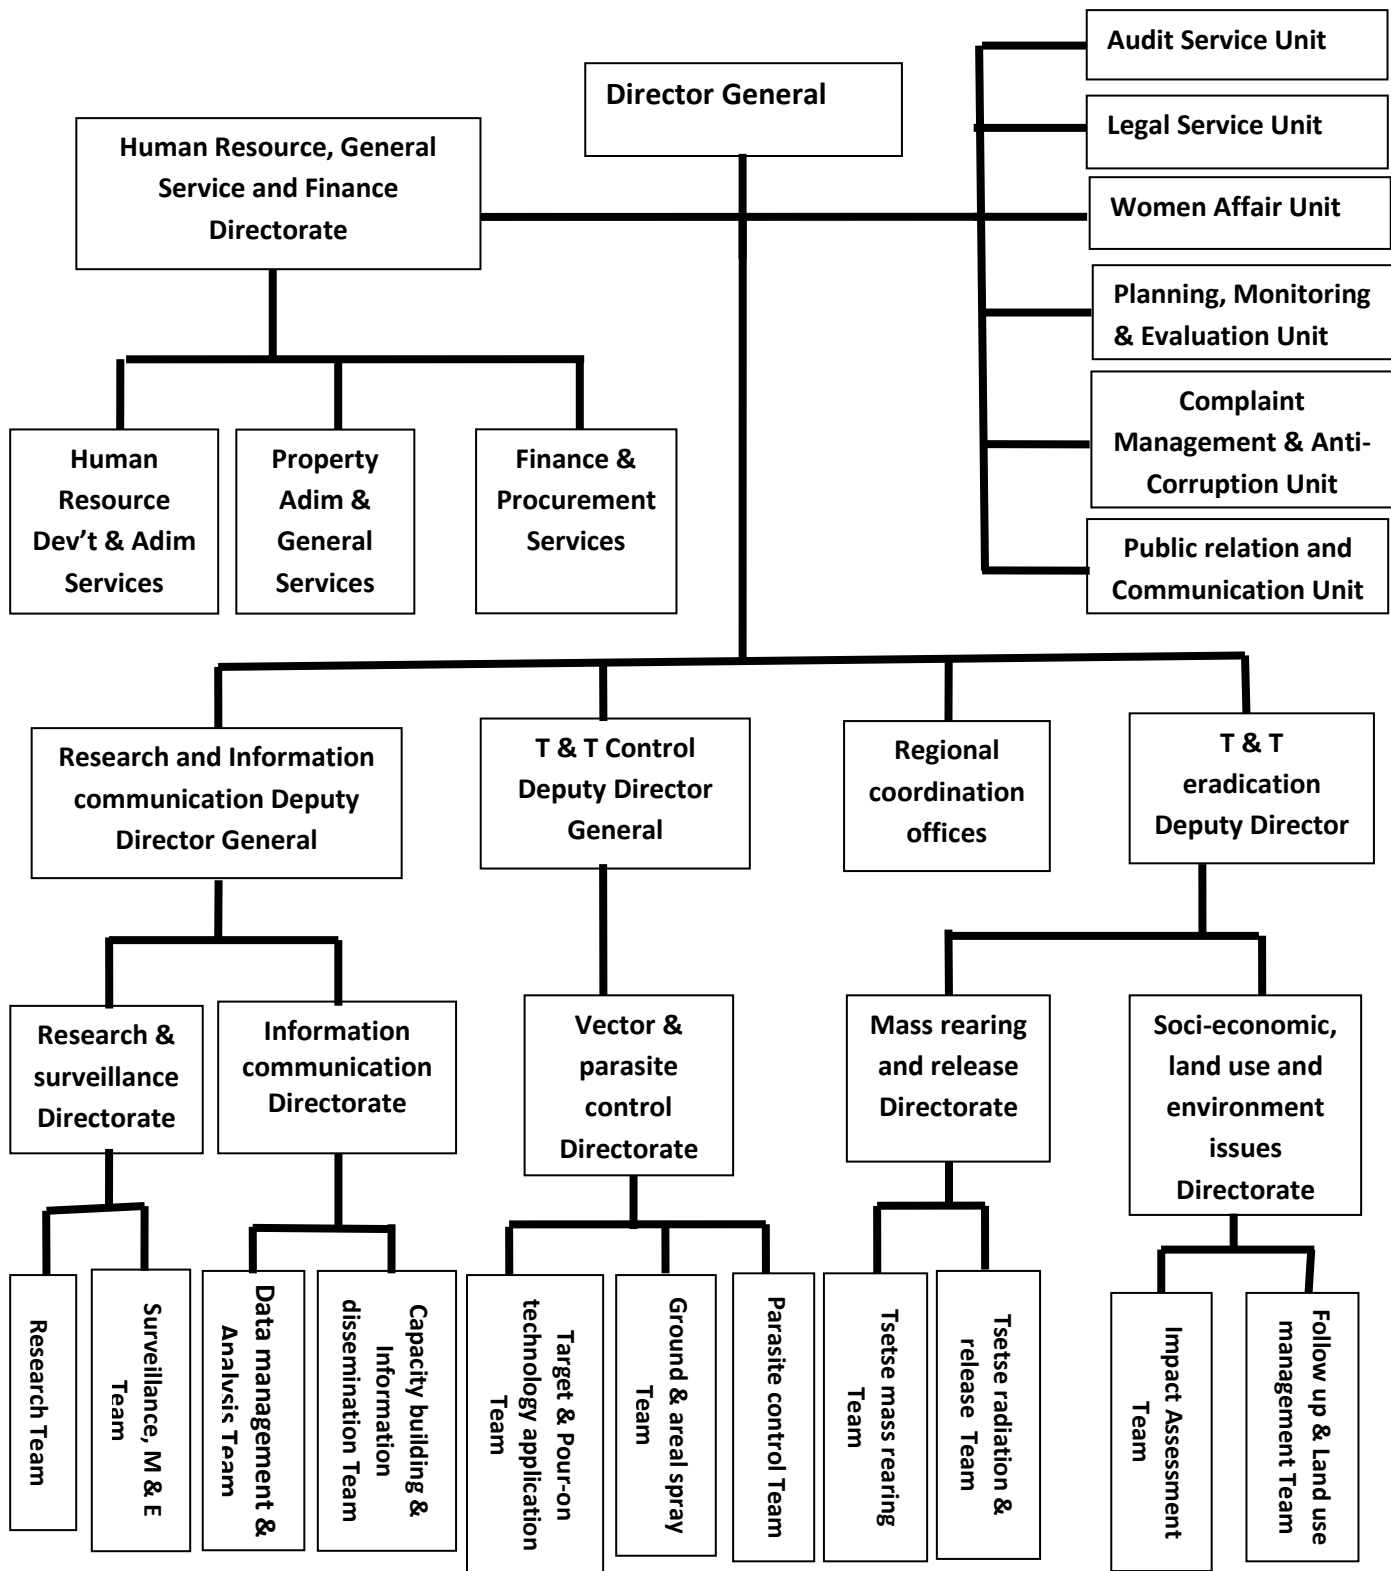 Audit Service Unit
Director General
Legal Service Unit
Human Resource, General
Service and Finance
Directorate
Women Affair Unit
Planning, Monitoring
& Evaluation Unit
Complaint
Management & Anti-
Corruption Unit
Public relation and
Communication Unit
Human
Resource
Dev’t & Adim
Services
Property
Adim &
General
Services
Finance &
Procurement
Services
Research and Information
communication Deputy
Director General
T & T Control
Deputy Director
General
Regional
coordination
offices
T & T
eradication
Deputy Director
Research &
surveillance
Directorate
Information
communication
Directorate
Vector &
parasite
control
Directorate
Mass rearing
and release
Directorate
Soci-economic,
land use and
environment
issues
Directorate
Research Team
Surveillance, M & E
Team
Data management &
Analysis Team
Capacity building &
Information
dissemination Team
Target & Pour-on
technology application
Team
Ground & areal spray
Team
Parasite control Team
Tsetse mass rearing
Team
Tsetse radiation &
release Team
Impact Assessment
Team
Follow up & Land use
management Team